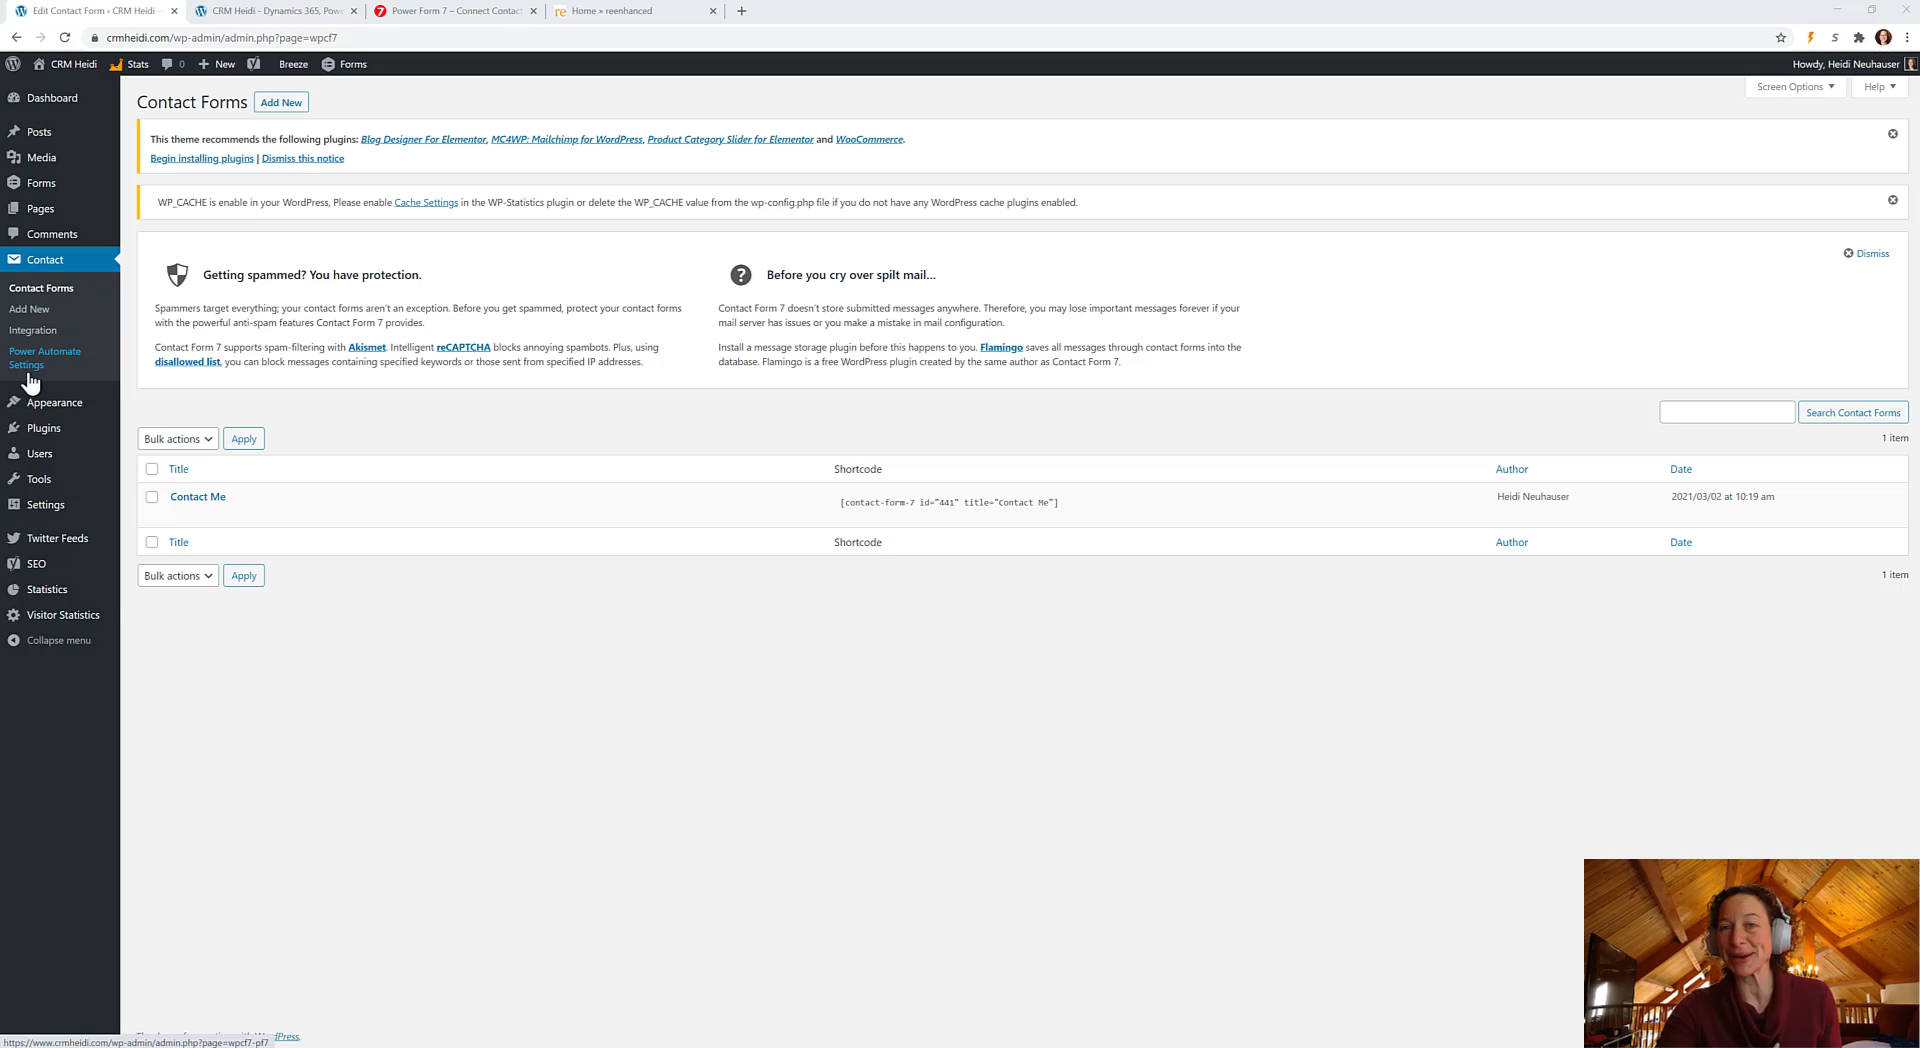 Edit Contact Form ‹ CRM Heidi —
CRM Heidi - Dynamics 365, Powe
Power Form 7 – Connect Contac
Home » reenhanced
crmheidi.com/wp-admin/admin.php?page=wpcf7
CRM Heidi
Stats
0
New
Breeze
Forms
Howdy, Heidi Neuhauser
Screen Options
Help
Dashboard
Posts
Media
Forms
Pages
Comments
Contact
Contact Forms
Add New
Integration
Power Automate
Settings
Appearance
Plugins
Users
Tools
Settings
Twitter Feeds
SEO
Statistics
Visitor Statistics
Collapse menu
Contact Forms
Add New
This theme recommends the following plugins: Blog Designer For Elementor, MC4WP: Mailchimp for WordPress, Product Category Slider for Elementor and WooCommerce.
Begin installing plugins | Dismiss this notice
WP_CACHE is enable in your WordPress, Please enable Cache Settings in the WP-Statistics plugin or delete the WP_CACHE value from the wp-config.php file if you do not have any WordPress cache plugins enabled.
Dismiss
Getting spammed? You have protection.
Spammers target everything; your contact forms aren't an exception. Before you get spammed, protect your contact forms
with the powerful anti-spam features Contact Form 7 provides.
Contact Form 7 supports spam-filtering with Akismet. Intelligent reCAPTCHA blocks annoying spambots. Plus, using
disallowed list, you can block messages containing specified keywords or those sent from specified IP addresses.
Before you cry over spilt mail…
Contact Form 7 doesn't store submitted messages anywhere. Therefore, you may lose important messages forever if your
mail server has issues or you make a mistake in mail configuration.
Install a message storage plugin before this happens to you. Flamingo saves all messages through contact forms into the
database. Flamingo is a free WordPress plugin created by the same author as Contact Form 7.
Search Contact Forms
Bulk actions
Apply
1 item
Title
Shortcode
Author
Date
Contact Me
[contact-form-7 id="441" title="Contact Me"]
Heidi Neuhauser
2021/03/02 at 10:19 am
Title
Shortcode
Author
Date
Bulk actions
Apply
1 item
https://www.crmheidi.com/wp-admin/admin.php?page=wpcf7-pf7